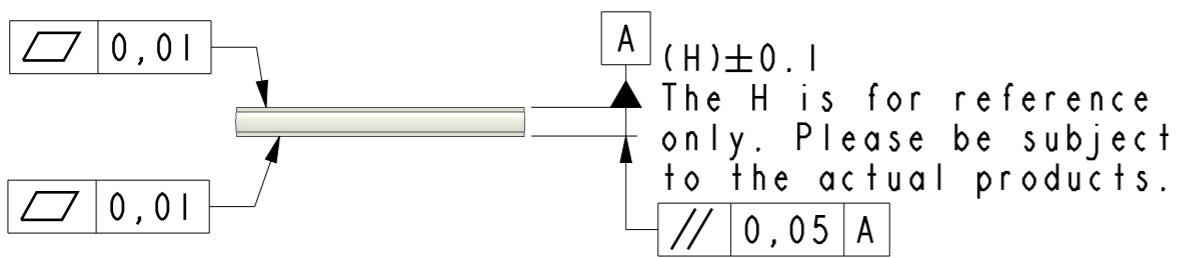 0,01
A
(H)±0.1
The H is for reference
only. Please be subject
to the actual products.
0,01
// 0,05 A